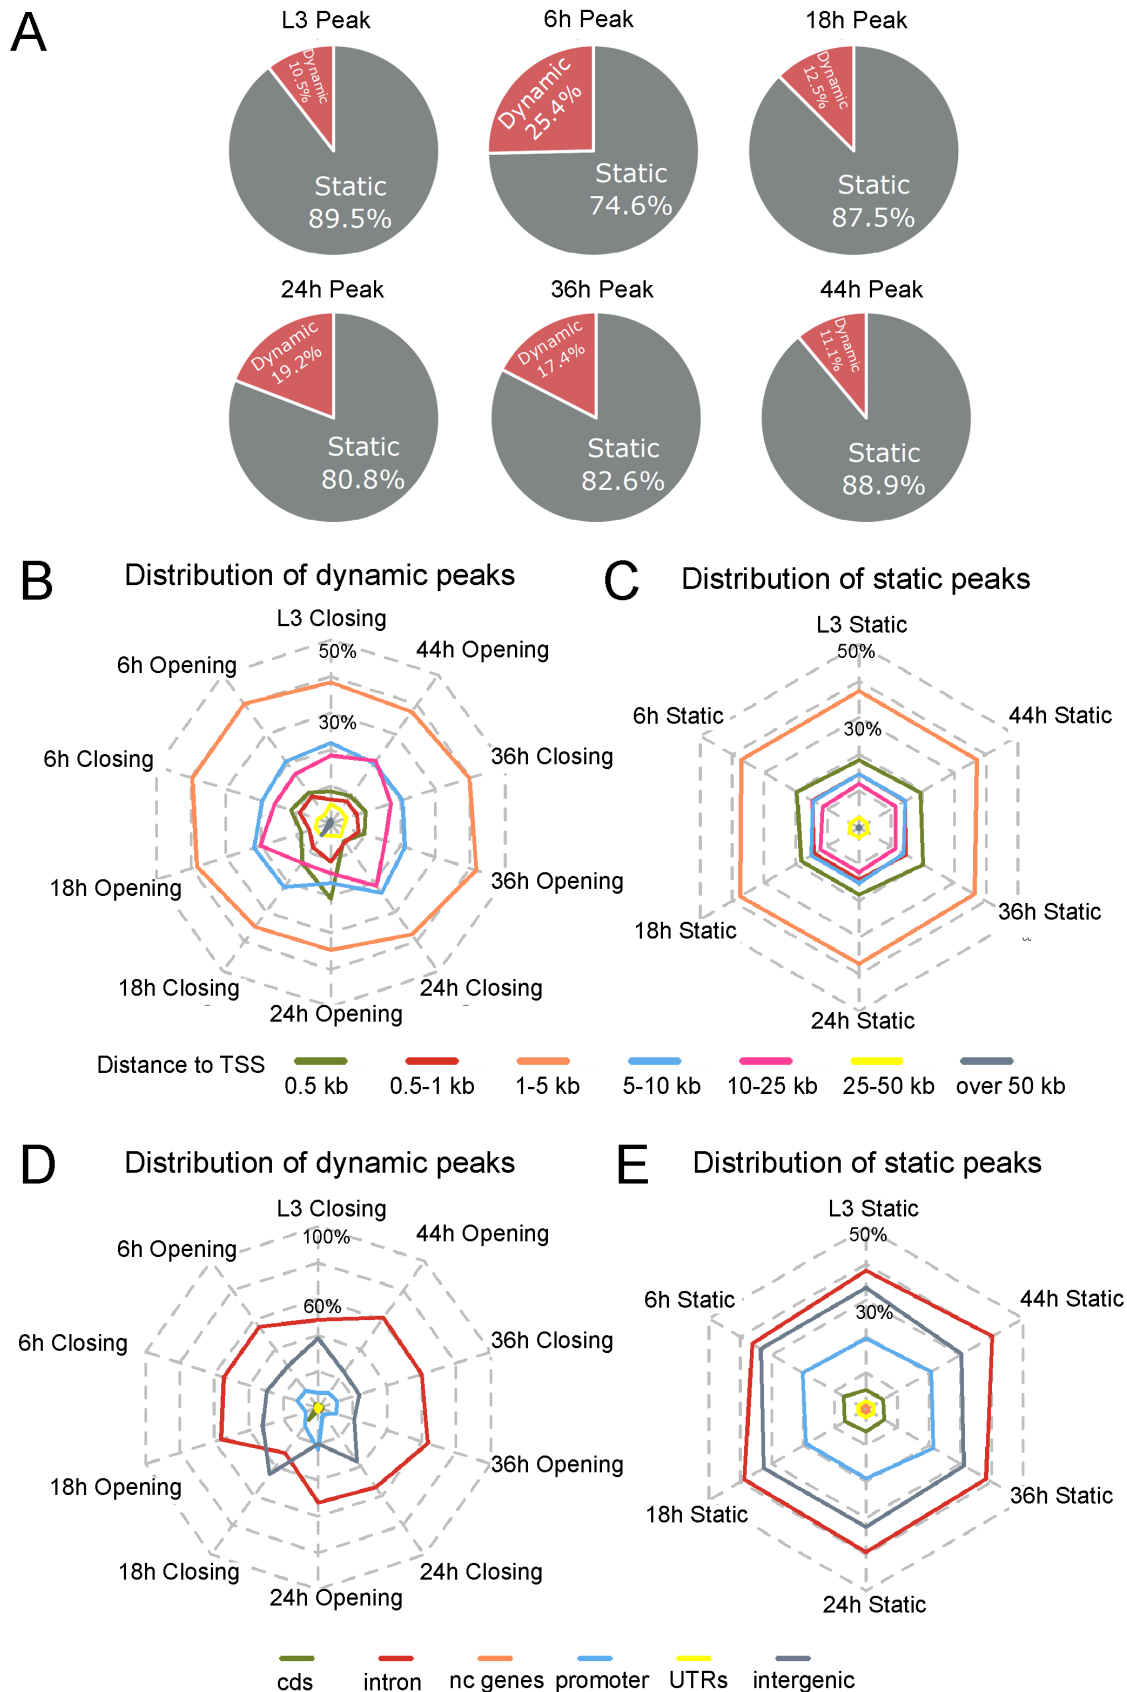 A
L3 Peak
6h Peak
18h Peak
Dynamic
10.5%
Static
89.5%
Dynamic
25.4%
Static
74.6%
Dynamic
12.5%
Static
87.5%
24h Peak
36h Peak
44h Peak
Dynamic
19.2%
Static
80.8%
Dynamic
17.4%
Static
82.6%
Dynamic
11.1%
Static
88.9%
B
Distribution of dynamic peaks
L3 Closing
50%
44h Opening
6h Opening
30%
36h Closing
6h Closing
36h Opening
18h Opening
24h Closing
18h Closing
24h Opening
C
Distribution of static peaks
L3 Static
50%
6h Static
44h Static
30%
36h Static
18h Static
24h Static
Distance to TSS
0.5 kb
0.5-1 kb
1-5 kb
5-10 kb
10-25 kb
25-50 kb
over 50 kb
D
Distribution of dynamic peaks
L3 Closing
100%
44h Opening
6h Opening
60%
36h Closing
6h Closing
36h Opening
18h Opening
24h Closing
18h Closing
24h Opening
E
Distribution of static peaks
L3 Static
50%
6h Static
44h Static
30%
36h Static
18h Static
24h Static
cds
intron
nc genes
promoter
UTRs
intergenic